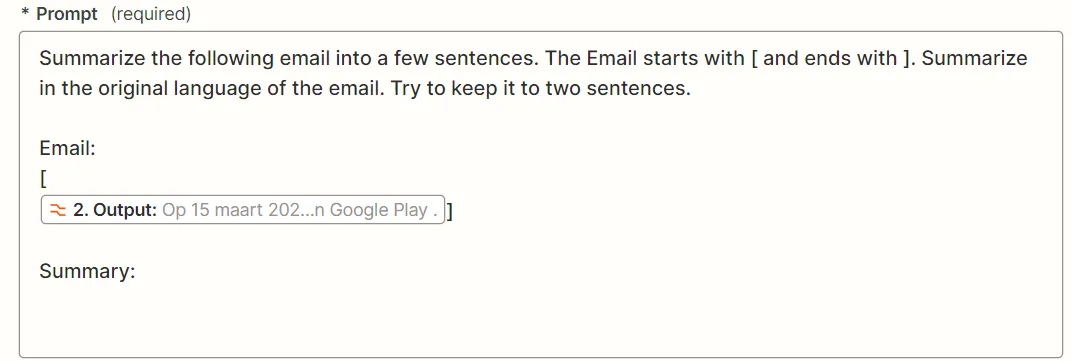 * Prompt (required)
Summarize the following email into a few sentences. The Email starts with [ and ends with ]. Summarize
in the original language of the email. Try to keep it to two sentences.
Email:
[
2. Output: Op 15 maart 202...n Google Play . ]
Summary: